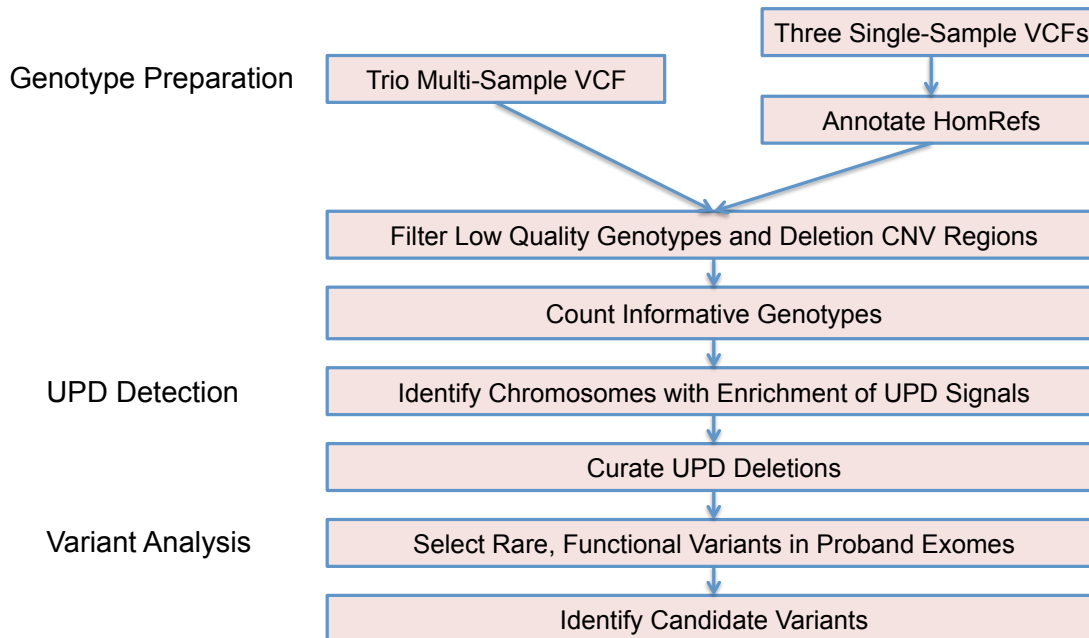 Three Single-Sample VCFs
Genotype Preparation
Trio Multi-Sample VCF
Annotate HomRefs
Filter Low Quality Genotypes and Deletion CNV Regions
Count Informative Genotypes
UPD Detection
Identify Chromosomes with Enrichment of UPD Signals
Curate UPD Deletions
Variant Analysis
Select Rare, Functional Variants in Proband Exomes
Identify Candidate Variants